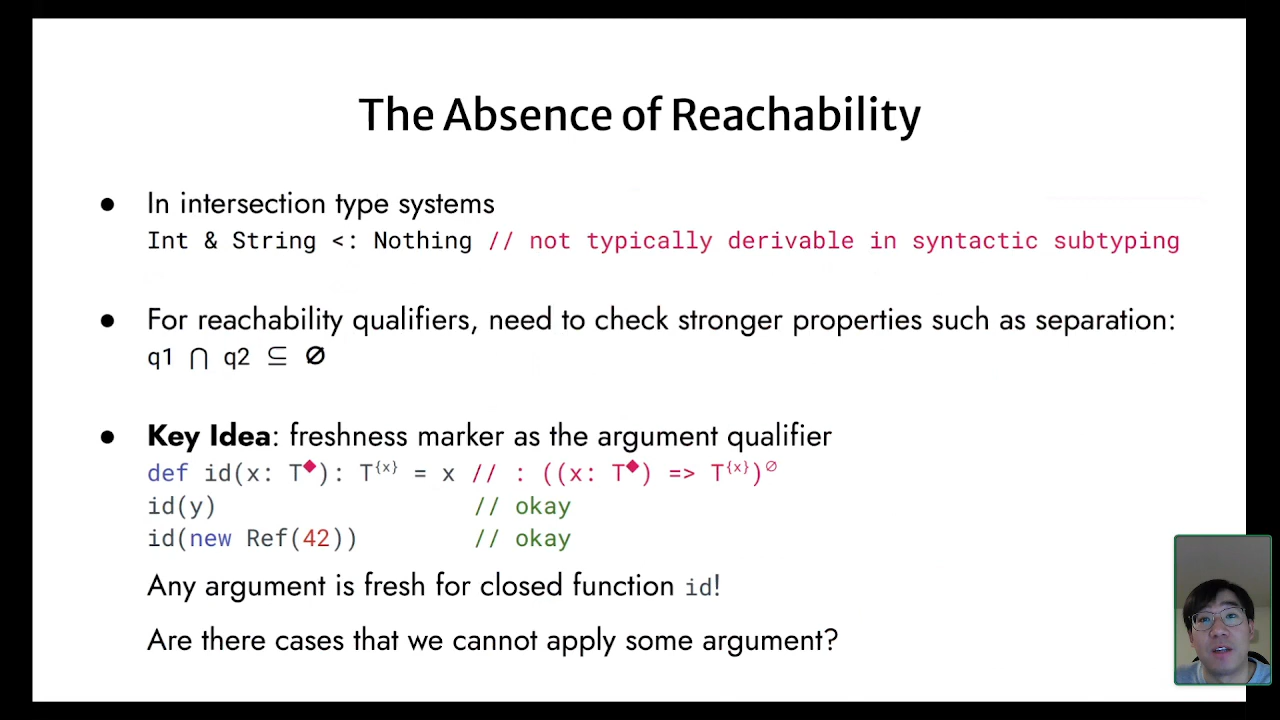 The Absence of Reachability
● In intersection type systems
Int & String <: Nothing // not typically derivable in syntactic subtyping
● For reachability qualifiers, need to check stronger properties such as separation:
q1 ⋂ q2 ⊆ ∅
● Key Idea: freshness marker as the argument qualifier
def id(x: T◆): T{x} = x // : ((x: T◆) => T{x})∅
id(y) // okay
id(new Ref(42)) // okay
Any argument is fresh for closed function id!
Are there cases that we cannot apply some argument?